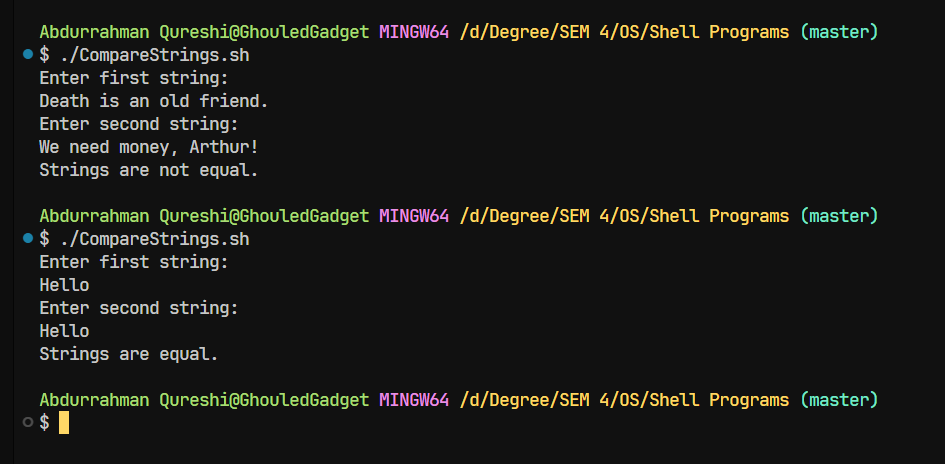 Abdurrahman Qureshi@GhouledGadget MINGW64 /d/Degree/SEM 4/OS/Shell Programs (master)
$ ./CompareStrings.sh
Enter first string:
Death is an old friend.
Enter second string:
We need money, Arthur!
Strings are not equal.
Abdurrahman Qureshi@GhouledGadget MINGW64 /d/Degree/SEM 4/OS/Shell Programs (master)
$ ./CompareStrings.sh
Enter first string:
Hello
Enter second string:
Hello
Strings are equal.
Abdurrahman Qureshi@GhouledGadget MINGW64 /d/Degree/SEM 4/OS/Shell Programs (master)
$